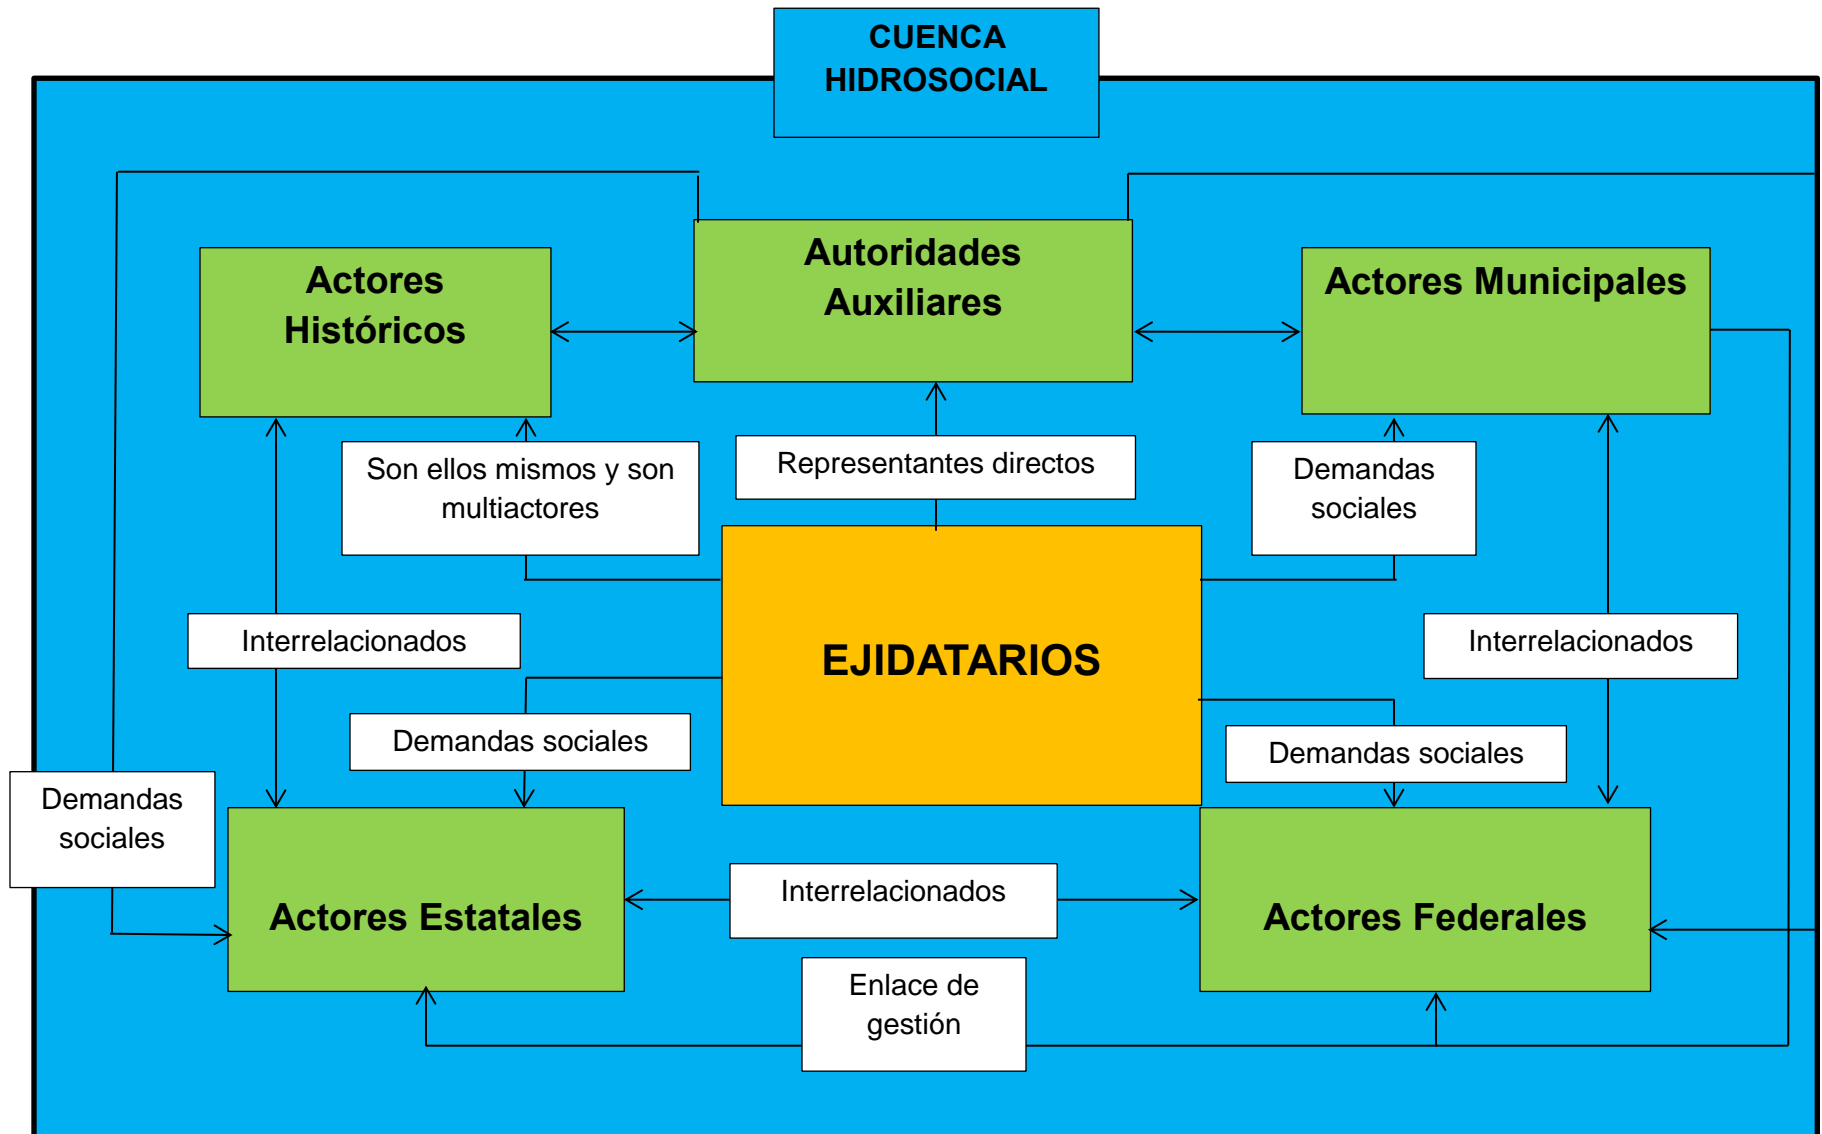 CUENCA
HIDROSOCIAL
Actores
Históricos
Autoridades
Auxiliares
Actores Municipales
Son ellos mismos y son
multiactores
Representantes directos
Demandas
sociales
Interrelacionados
EJIDATARIOS
Interrelacionados
Demandas sociales
Demandas sociales
Demandas
sociales
Actores Estatales
Interrelacionados
Actores Federales
Enlace de
gestión